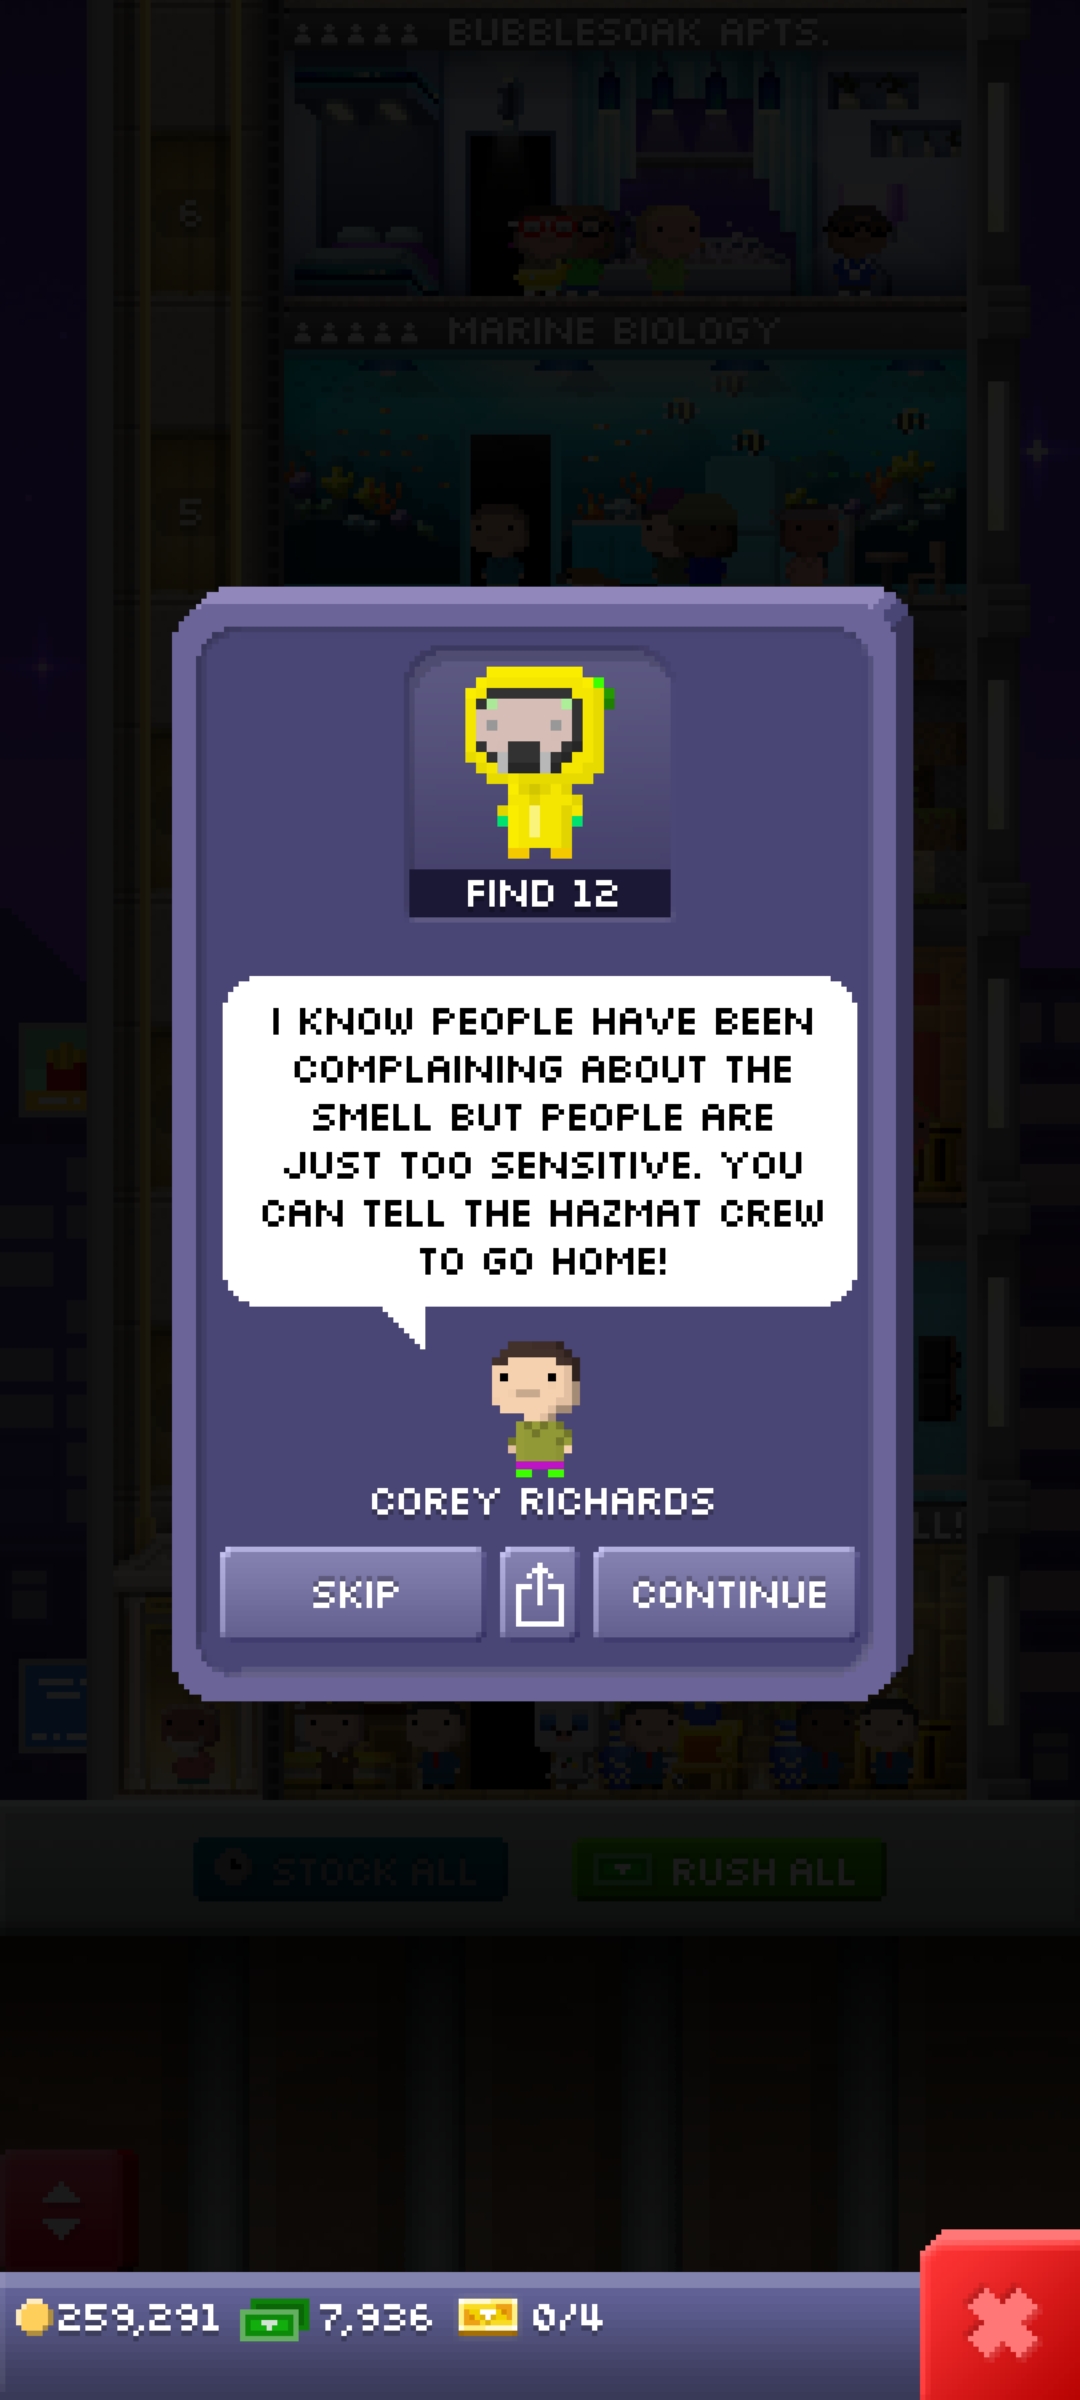 BUBBLESOAK APTS.
6
MARINE BIOLOGY
5
FIND 12
I KNOW PEOPLE HAVE BEEN
COMPLAINING ABOUT THE
SMELL BUT PEOPLE ARE
JUST TOO SENSITIVE. YOU
CAN TELL THE HAZMAT CREW
TO GO HOME!
COREY RICHARDS
SKIP
CONTINUE
STOCK ALL
RUSH ALL
259,291
7,936
0/4